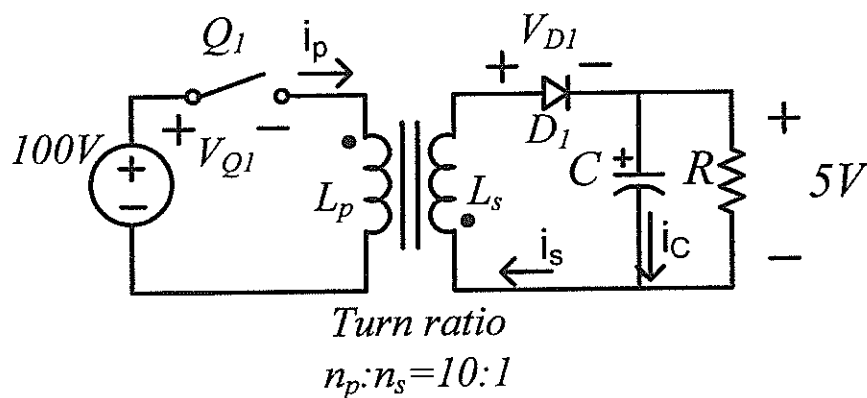 Q1
ip
VD1
+ −
D1
100V
+ −
VQ1
+
−
Lp
Ls
C
+
R
+
5V
−
is
iC
Turn ratio
np:ns=10:1